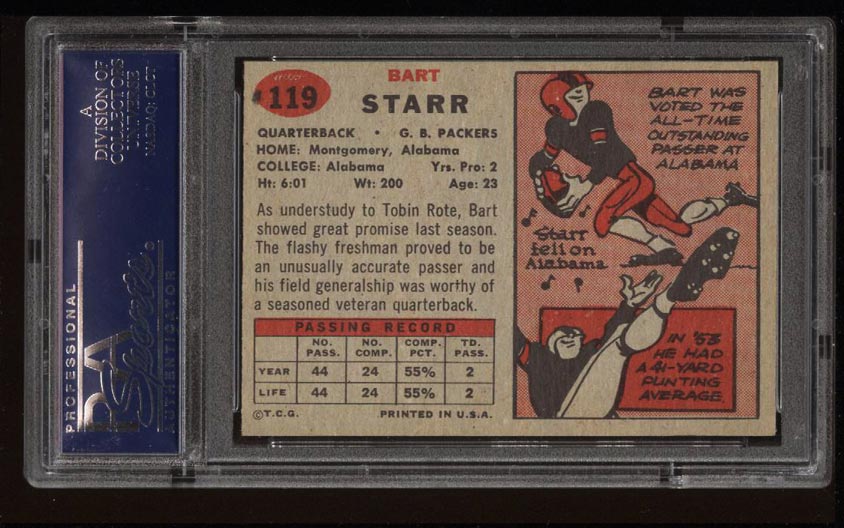 A
DIVISION OF
COLLECTORS
UNIVERSE
NASDAQ: CLCT
PROFESSIONAL
PSA
Sports
AUTHENTICATOR
#119
BART
STARR
QUARTERBACK • G. B. PACKERS
HOME: Montgomery, Alabama
COLLEGE: Alabama Yrs. Pro: 2
Ht: 6:01 Wt: 200 Age: 23
As understudy to Tobin Rote, Bart
showed great promise last season.
The flashy freshman proved to be
an unusually accurate passer and
his field generalship was worthy of
a seasoned veteran quarterback.
PASSING RECORD
NO. PASS. NO. COMP. COMP. PCT. TD. PASS.
YEAR 44 24 55% 2
LIFE 44 24 55% 2
©T.C.G. PRINTED IN U.S.A.
BART WAS
VOTED THE
ALL-TIME
OUTSTANDING
PASSER AT
ALABAMA
Starr
fell on
Alabama
IN '53
HE HAD
A 41-YARD
PUNTING
AVERAGE.